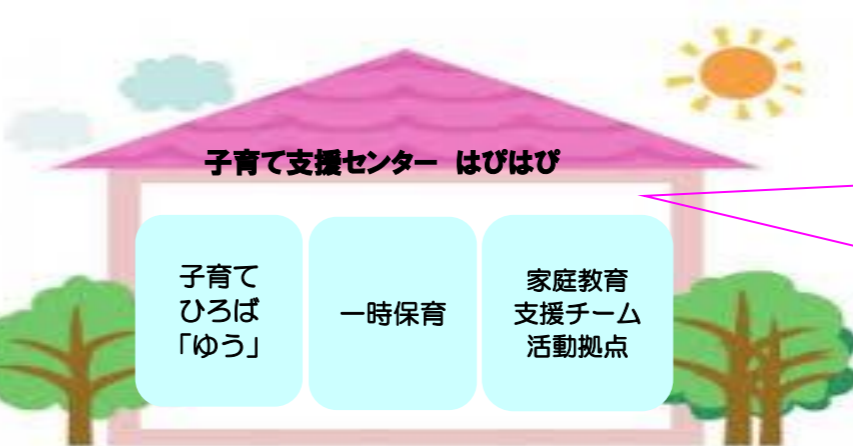 子育て支援センター はぴはぴ
子育て
ひろば
「ゆう」
一時保育
家庭教育
支援チーム
活動拠点